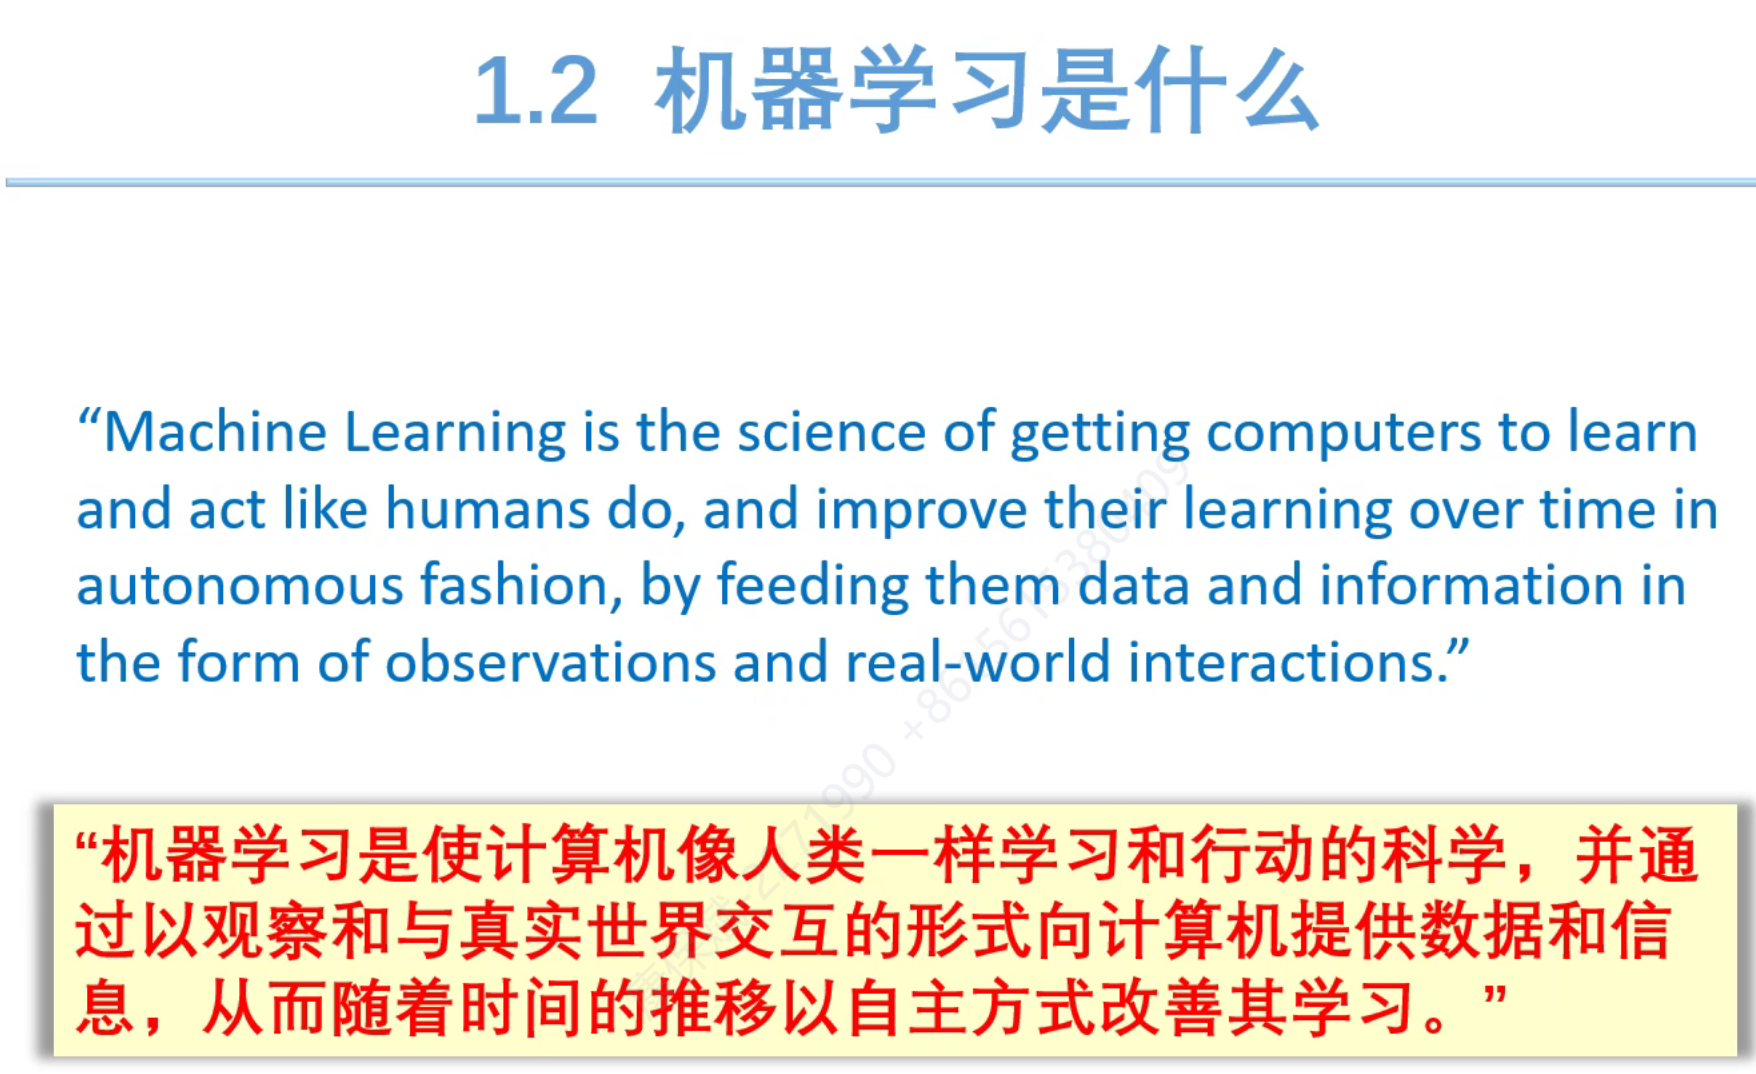 1.2 机器学习是什么
“Machine Learning is the science of getting computers to learn
and act like humans do, and improve their learning over time in
autonomous fashion, by feeding them data and information in
the form of observations and real-world interactions.”
“机器学习是使计算机像人类一样学习和行动的科学，并通
过以观察和与真实世界交互的形式向计算机提供数据和信
息，从而随着时间的推移以自主方式改善其学习。”